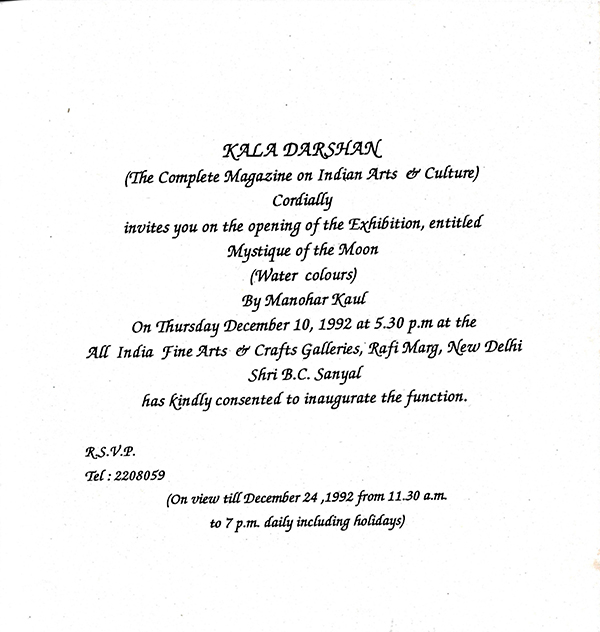 KALA DARSHAN
(The Complete Magazine on Indian Arts & Culture)
Cordially
invites you on the opening of the Exhibition, entitled
Mystique of the Moon
(Water colours)
By Manohar Kaul
On Thursday December 10, 1992 at 5.30 p.m at the
All India Fine Arts & Crafts Galleries, Rafi Marg, New Delhi
Shri B.C. Sanyal
has kindly consented to inaugurate the function.
R.S.V.P.
Tel : 2208059
(On view till December 24 ,1992 from 11.30 a.m.
to 7 p.m. daily including holidays)